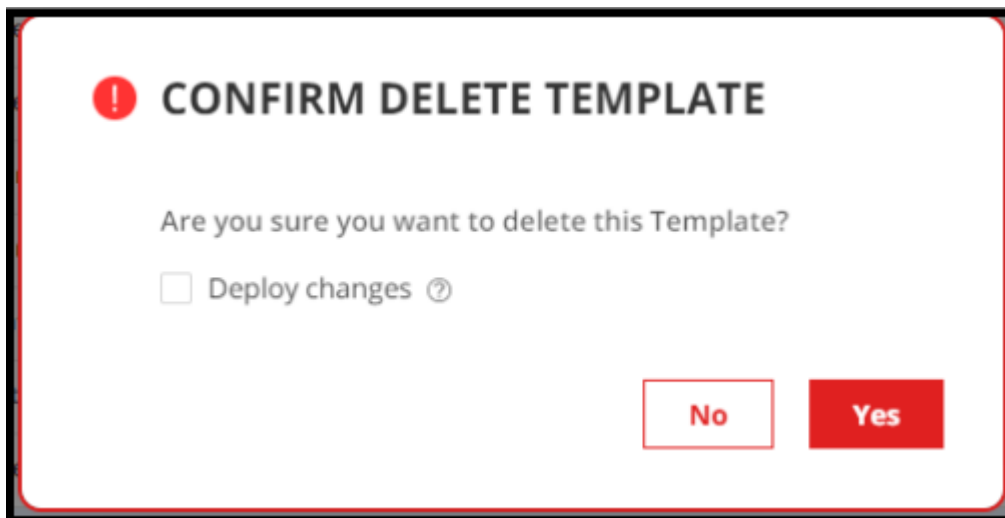 CONFIRM DELETE TEMPLATE
Are you sure you want to delete this Template?
Deploy changes
No Yes